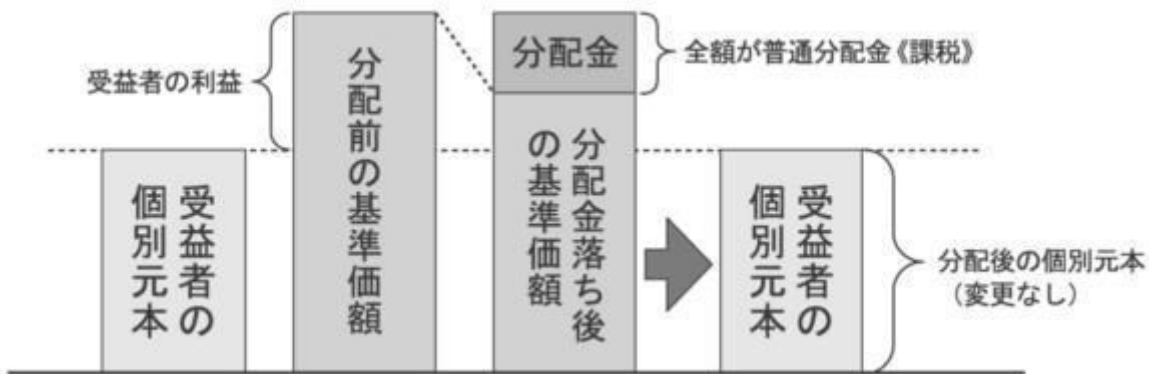 受益者の利益
受益者の
個別元本
分配前の基準価額
分配金
全額が普通分配金《課税》
分配金落ち後
の基準価額
受益者の
個別元本
分配後の個別元本
（変更なし）